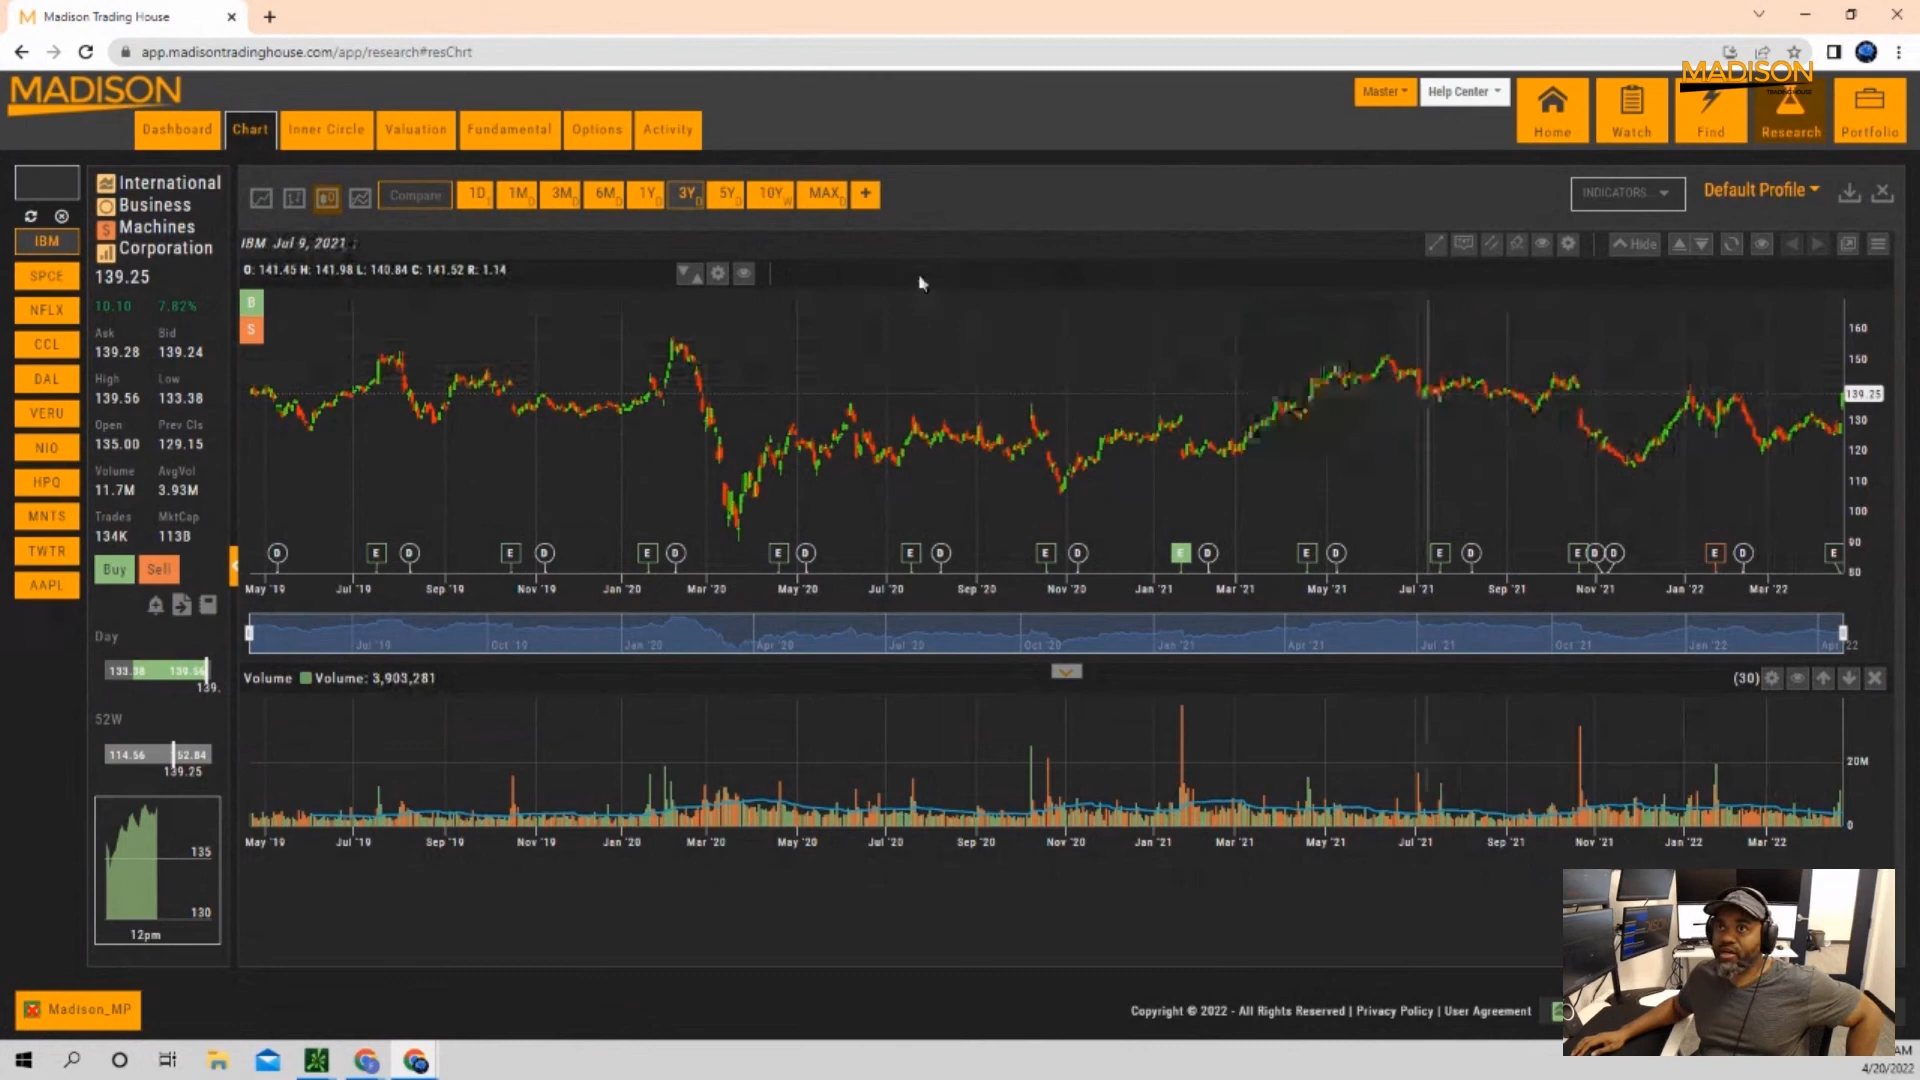 Madison Trading House
app.madisontradinghouse.com/app/research#resChrt
MADISON
Dashboard
Chart
Inner Circle
Valuation
Fundamental
Options
Activity
Master
Help Center
Home
Watch
Find
Research
Portfolio
MADISON
TRADING HOUSE
IBM
SPCE
NFLX
CCL
DAL
VERU
NIO
HPQ
MNTS
TWTR
AAPL
International
Business
Machines
Corporation
139.25
10.10 7.82%
Ask Bid
139.28 139.24
High Low
139.56 133.38
Open Prev Cls
135.00 129.15
Volume AvgVol
11.7M 3.93M
Trades MktCap
134K 113B
Buy Sell
Day
133.38 139.56
139.
52W
114.56 52.84
139.25
135
130
12pm
Compare
1D 1M D 3M D 6M D 1Y D 3Y D 5Y D 10Y W MAX D +
INDICATORS...
Default Profile
IBM Jul 9, 2021
Hide
O: 141.45 H: 141.98 L: 140.84 C: 141.52 R: 1.14
B
S
160
150
139.25
130
120
110
100
90
80
D E D E D E D E D E D E D E D E D E D E D D E D E
May '19 Jul '19 Sep '19 Nov '19 Jan '20 Mar '20 May '20 Jul '20 Sep '20 Nov '20 Jan '21 Mar '21 May '21 Jul '21 Sep '21 Nov '21 Jan '22 Mar '22
Jul '19 Oct '19 Jan '20 Apr '20 Jul '20 Oct '20 Jan '21 Apr '21 Jul '21 Oct '21 Jan '22 Apr '22
Volume Volume: 3,903,281
(30)
20M
0
May '19 Jul '19 Sep '19 Nov '19 Jan '20 Mar '20 May '20 Jul '20 Sep '20 Nov '20 Jan '21 Mar '21 May '21 Jul '21 Sep '21 Nov '21 Jan '22 Mar '22
Madison_MP
Copyright © 2022 - All Rights Reserved | Privacy Policy | User Agreement
AM
4/20/2022